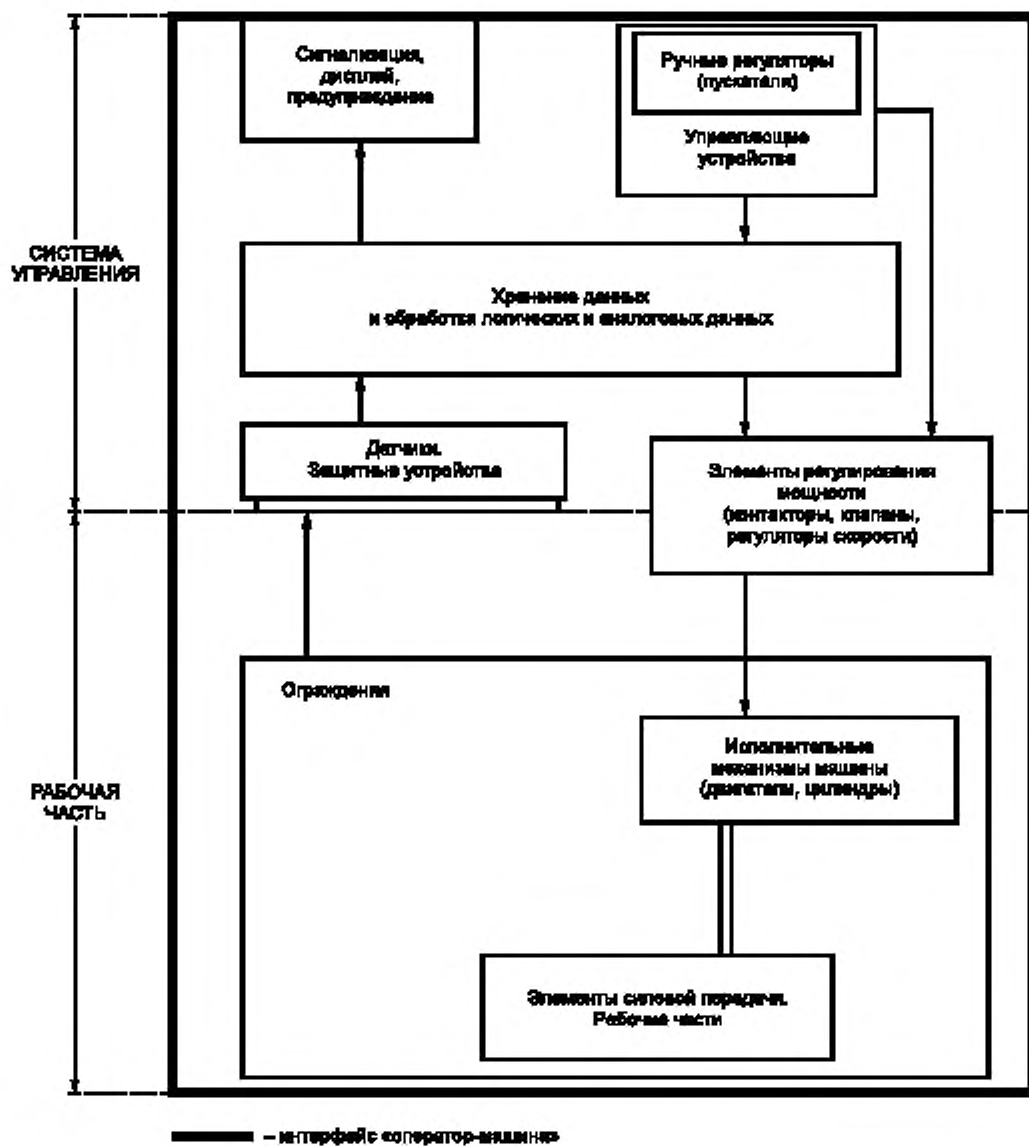 Сигнализация,
дисплей,
предупреждение
Ручные регуляторы
(пускатели)
Управляющие
устройства
СИСТЕМА
УПРАВЛЕНИЯ
Хранение данных
и обработка логических и аналоговых данных
Датчики.
Защитные устройства
Элементы регулирования
мощности
(контакторы, клапаны,
регуляторы скорости)
Ограждения
Исполнительные
механизмы машины
(двигатели, цилиндры)
РАБОЧАЯ
ЧАСТЬ
Элементы силовой передачи.
Рабочие части
– интерфейс «оператор-машина»